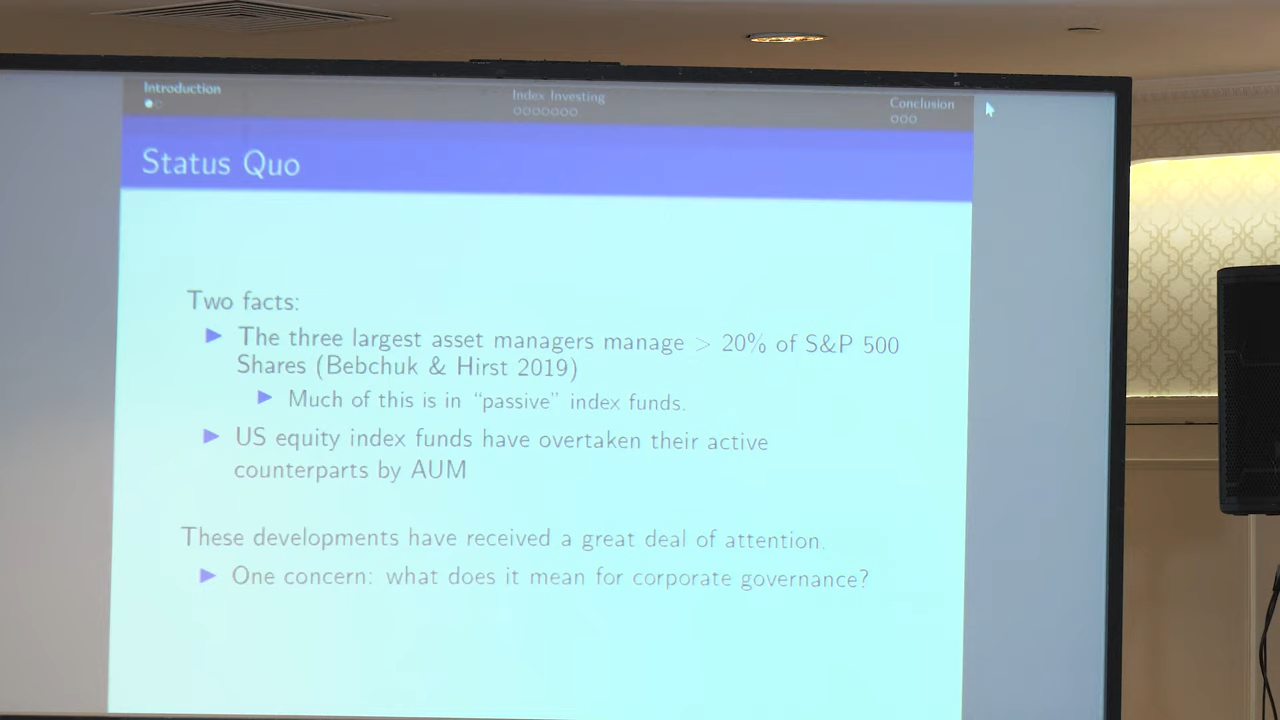 Introduction
Index Investing
Conclusion
Status Quo
Two facts:
The three largest asset managers manage > 20% of S&P 500
Shares (Bebchuk & Hirst 2019)
Much of this is in “passive” index funds.
US equity index funds have overtaken their active
counterparts by AUM
These developments have received a great deal of attention.
One concern: what does it mean for corporate governance?